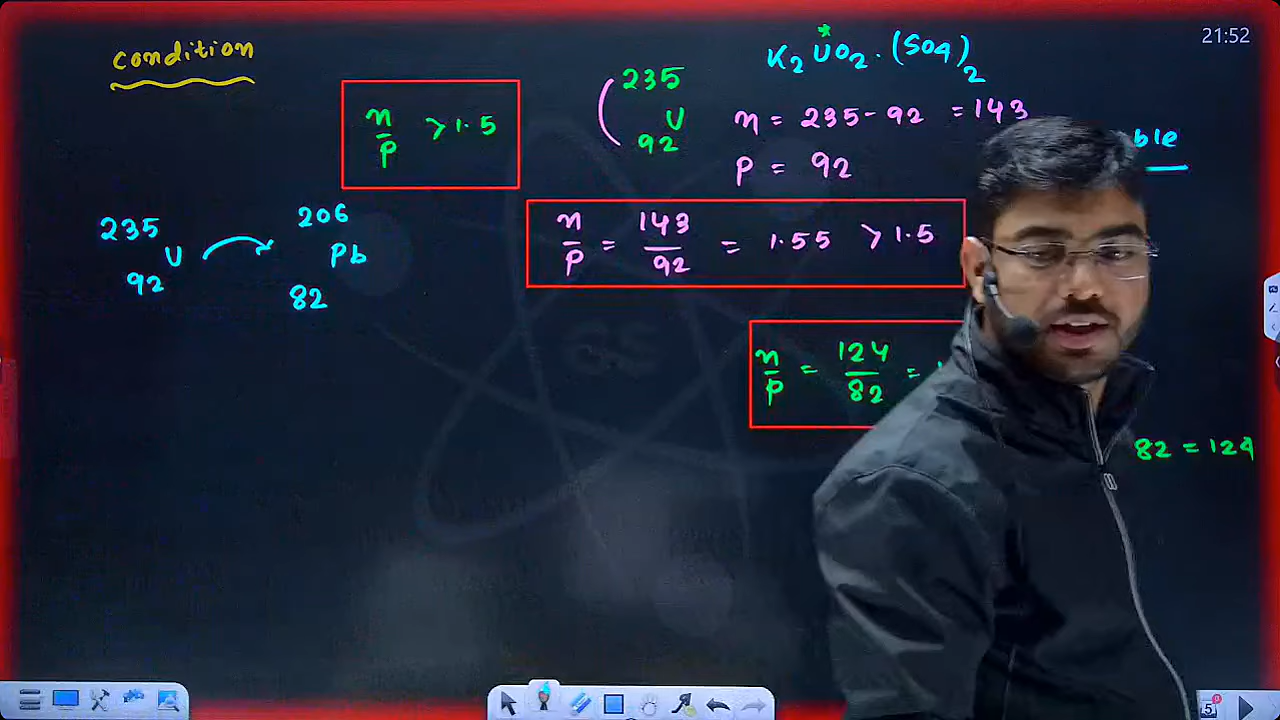 21:52
condition
K2 UO2 . (SO4)2
*
n/p > 1.5
235
U
92
n = 235 - 92 = 143
p = 92
ble
235
U
92
206
Pb
82
n/p = 143/92 = 1.55 > 1.5
n/p = 124/82 =
82 = 124